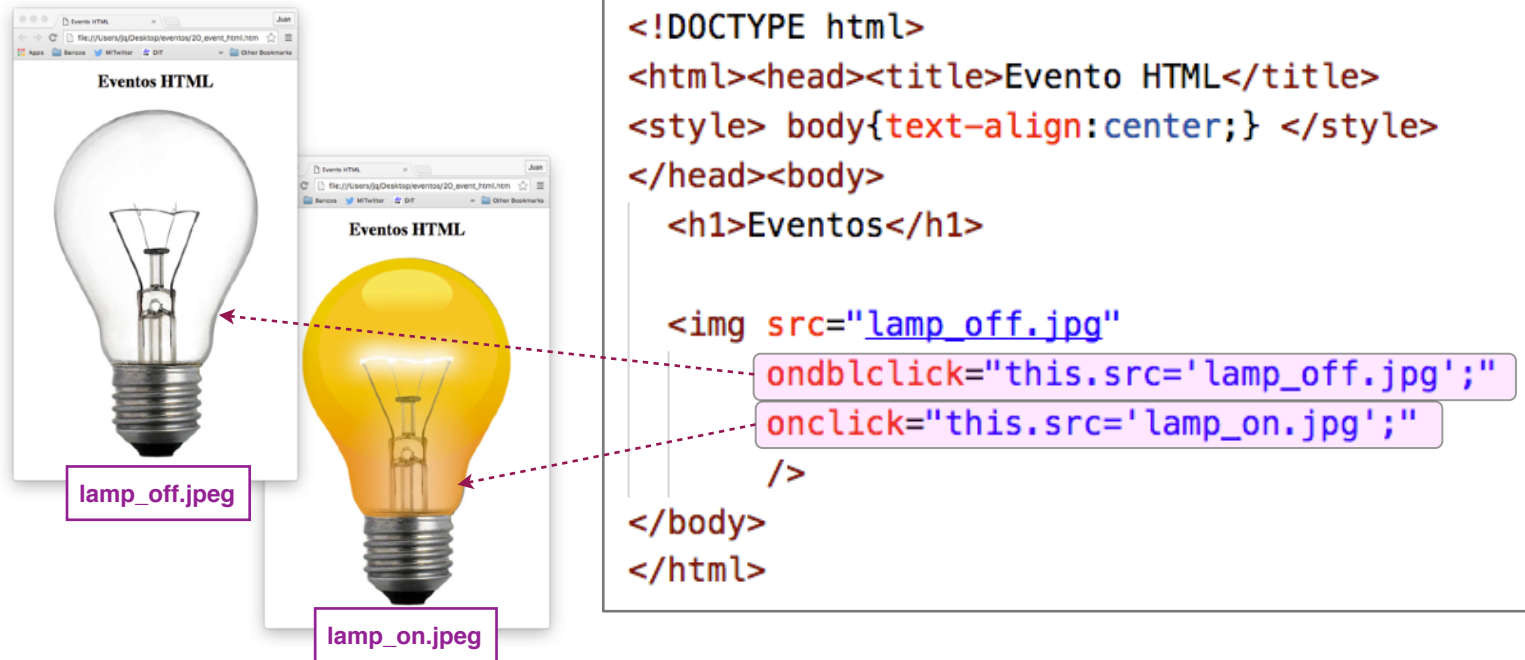 Evento HTML
Juan
file:///Users/jq/Desktop/eventos/20_event_html.htm
Apps Bancos MiTwitter DIT » Other Bookmarks
Eventos HTML
lamp_off.jpeg
Evento HTML
Juan
file:///Users/jq/Desktop/eventos/20_event_html.htm
Bancos MiTwitter DIT » Other Bookmarks
Eventos HTML
lamp_on.jpeg
<!DOCTYPE html>
<html><head><title>Evento HTML</title>
<style> body{text-align:center;} </style>
</head><body>
<h1>Eventos</h1>
<img src="lamp_off.jpg"
ondblclick="this.src='lamp_off.jpg';"
onclick="this.src='lamp_on.jpg';"
/>
</body>
</html>